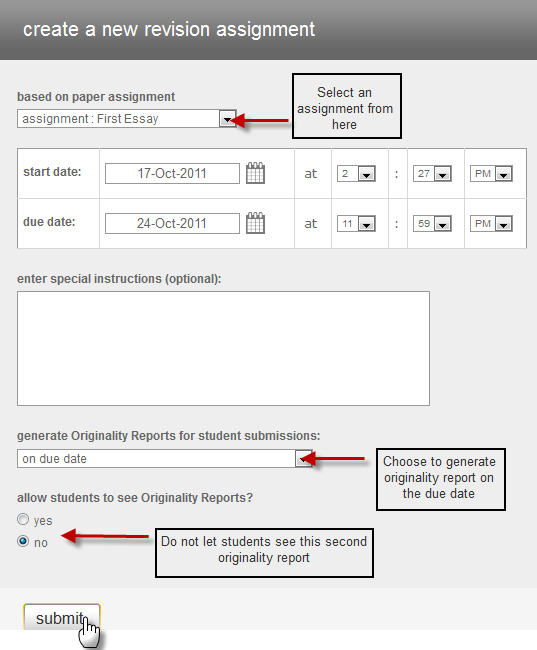 create a new revision assignment
based on paper assignment
assignment : First Essay
Select an
assignment from
here
start date: 17-Oct-2011 at 2 : 27 PM
due date: 24-Oct-2011 at 11 : 59 PM
enter special instructions (optional):
generate Originality Reports for student submissions:
on due date
Choose to generate
originality report on
the due date
allow students to see Originality Reports?
yes
no
Do not let students see this second
originality report
submit